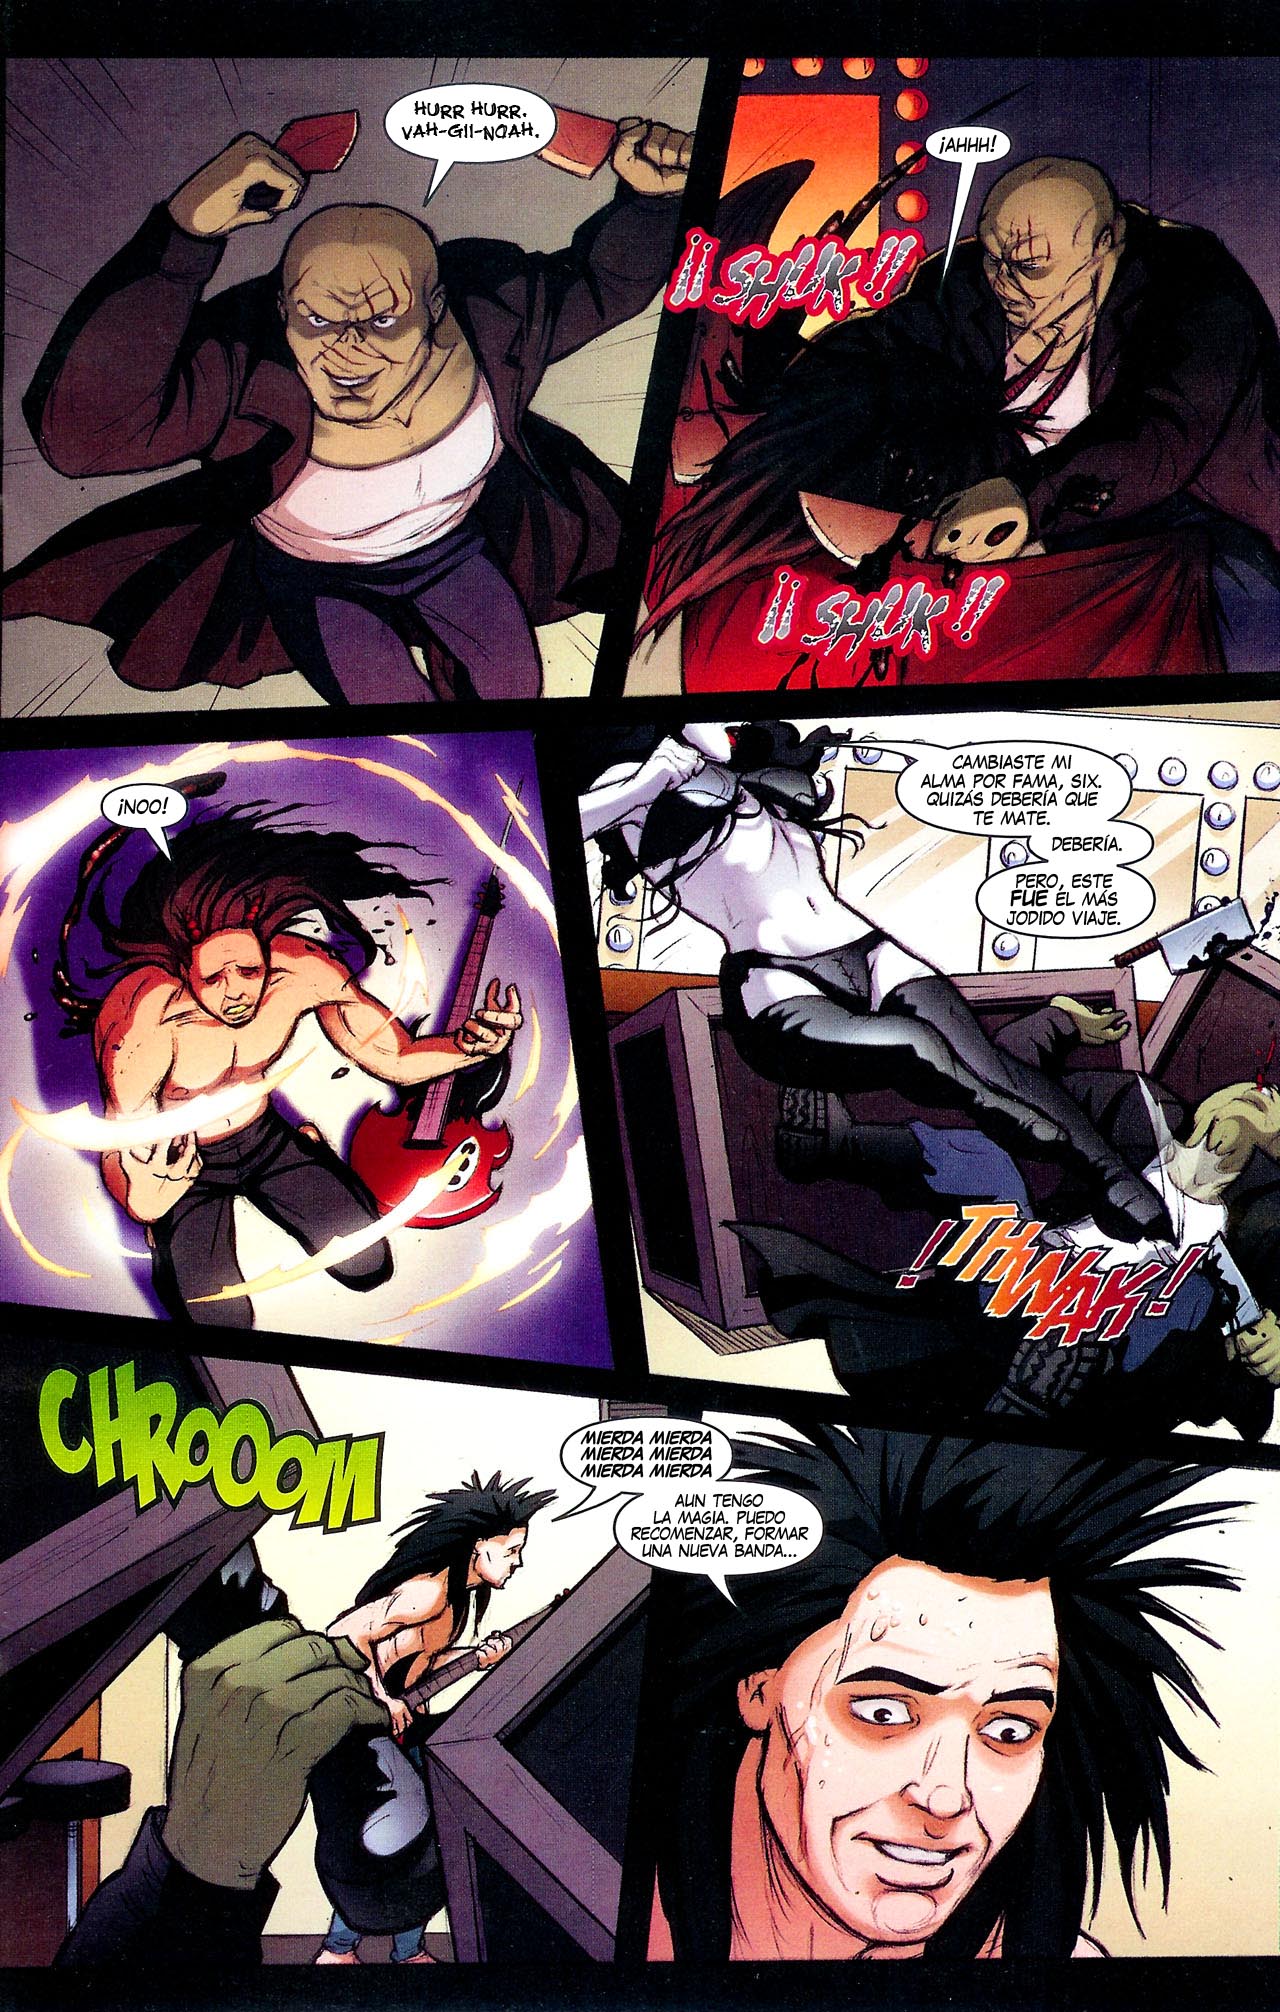 HURR HURR.
VAH-GII-NOAH.
¡AHHH!
¡¡SHUK!!
¡¡SHUK!!
¡NOO!
CAMBIASTE MI
ALMA POR FAMA, SIX.
QUIZÁS DEBERÍA QUE
TE MATE.
DEBERÍA.
PERO, ESTE
FUE EL MÁS
JODIDO VIAJE.
!THWAK!
CHROOOM
MIERDA MIERDA
MIERDA MIERDA
MIERDA MIERDA
AUN TENGO
LA MAGIA. PUEDO
RECOMENZAR, FORMAR
UNA NUEVA BANDA...